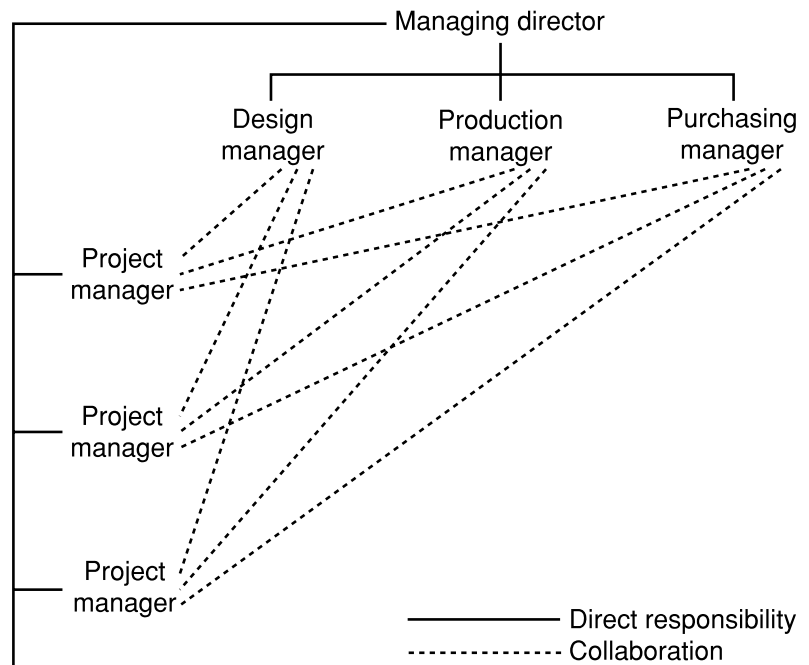 Managing director
Design
manager
Production
manager
Purchasing
manager
Project
manager
Project
manager
Project
manager
Direct responsibility
Collaboration